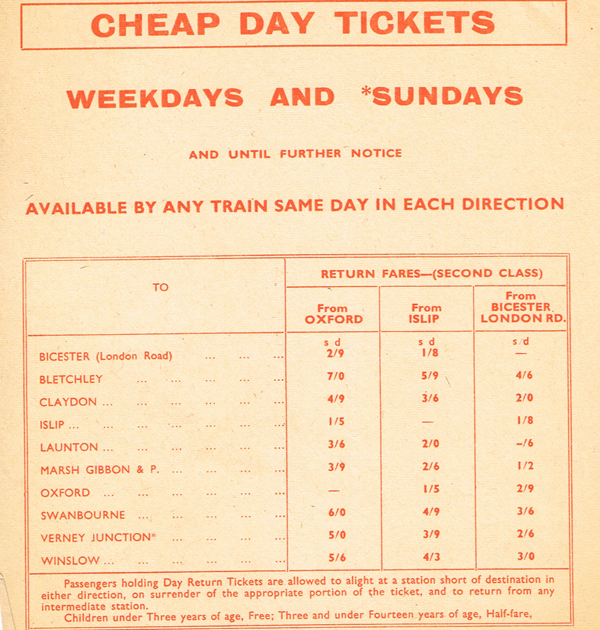 CHEAP DAY TICKETS
WEEKDAYS AND *SUNDAYS
AND UNTIL FURTHER NOTICE
AVAILABLE BY ANY TRAIN SAME DAY IN EACH DIRECTION
TO RETURN FARES—(SECOND CLASS)
From OXFORD From ISLIP From BICESTER LONDON RD.
s d s d s d
BICESTER (London Road) ... ... ... 2/9 1/8 —
BLETCHLEY ... ... ... ... 7/0 5/9 4/6
CLAYDON ... ... ... ... ... 4/9 3/6 2/0
ISLIP ... ... ... ... ... ... 1/5 — 1/8
LAUNTON ... ... ... ... ... 3/6 2/0 -/6
MARSH GIBBON & P. ... ... ... ... 3/9 2/6 1/2
OXFORD ... ... ... ... ... — 1/5 2/9
SWANBOURNE ... ... ... ... 6/0 4/9 3/6
VERNEY JUNCTION* ... ... ... ... 5/0 3/9 2/6
WINSLOW ... ... ... ... ... 5/6 4/3 3/0
Passengers holding Day Return Tickets are allowed to alight at a station short of destination in
either direction, on surrender of the appropriate portion of the ticket, and to return from any
intermediate station.
Children under Three years of age, Free; Three and under Fourteen years of age, Half-fare,